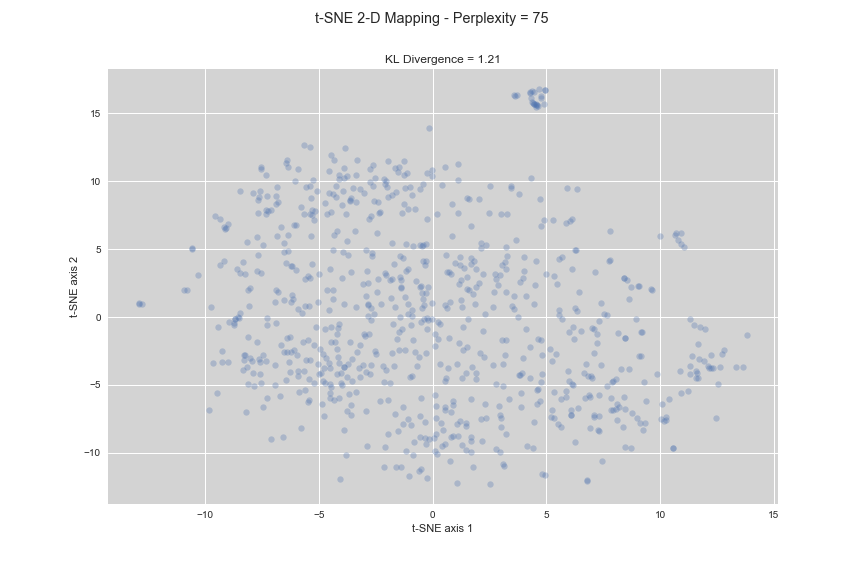 t-SNE 2-D Mapping - Perplexity = 75
KL Divergence = 1.21
15
10
5
0
−5
−10
t-SNE axis 2
−10 −5 0 5 10 15
t-SNE axis 1